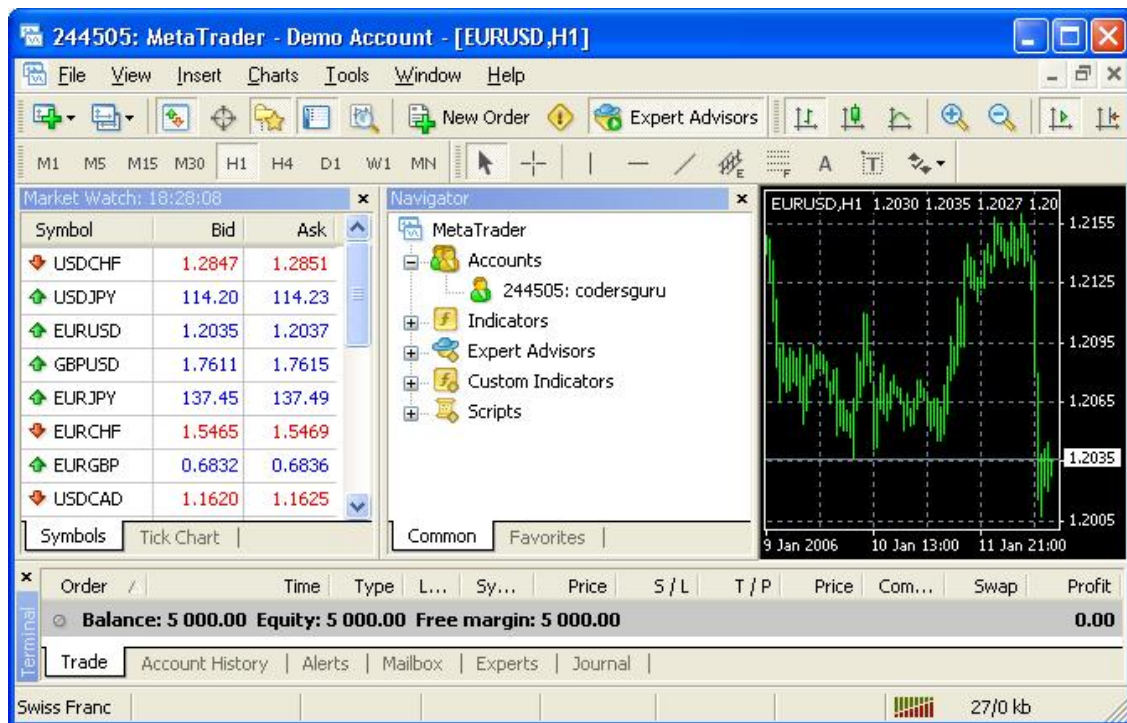 244505: MetaTrader - Demo Account - [EURUSD,H1]
File View Insert Charts Tools Window Help
New Order Expert Advisors
M1 M5 M15 M30 H1 H4 D1 W1 MN E F A T
Market Watch: 18:28:08
Symbol Bid Ask
USDCHF 1.2847 1.2851
USDJPY 114.20 114.23
EURUSD 1.2035 1.2037
GBPUSD 1.7611 1.7615
EURJPY 137.45 137.49
EURCHF 1.5465 1.5469
EURGBP 0.6832 0.6836
USDCAD 1.1620 1.1625
Symbols Tick Chart
Navigator
MetaTrader
Accounts
244505: codersguru
Indicators
Expert Advisors
Custom Indicators
Scripts
Common Favorites
EURUSD,H1 1.2030 1.2035 1.2027 1.20
1.2155
1.2125
1.2095
1.2065
1.2035
1.2005
9 Jan 2006 10 Jan 13:00 11 Jan 21:00
Order / Time Type L... Sy... Price S / L T / P Price Com... Swap Profit
Balance: 5 000.00 Equity: 5 000.00 Free margin: 5 000.00 0.00
Terminal
Trade Account History Alerts Mailbox Experts Journal
Swiss Franc 27/0 kb